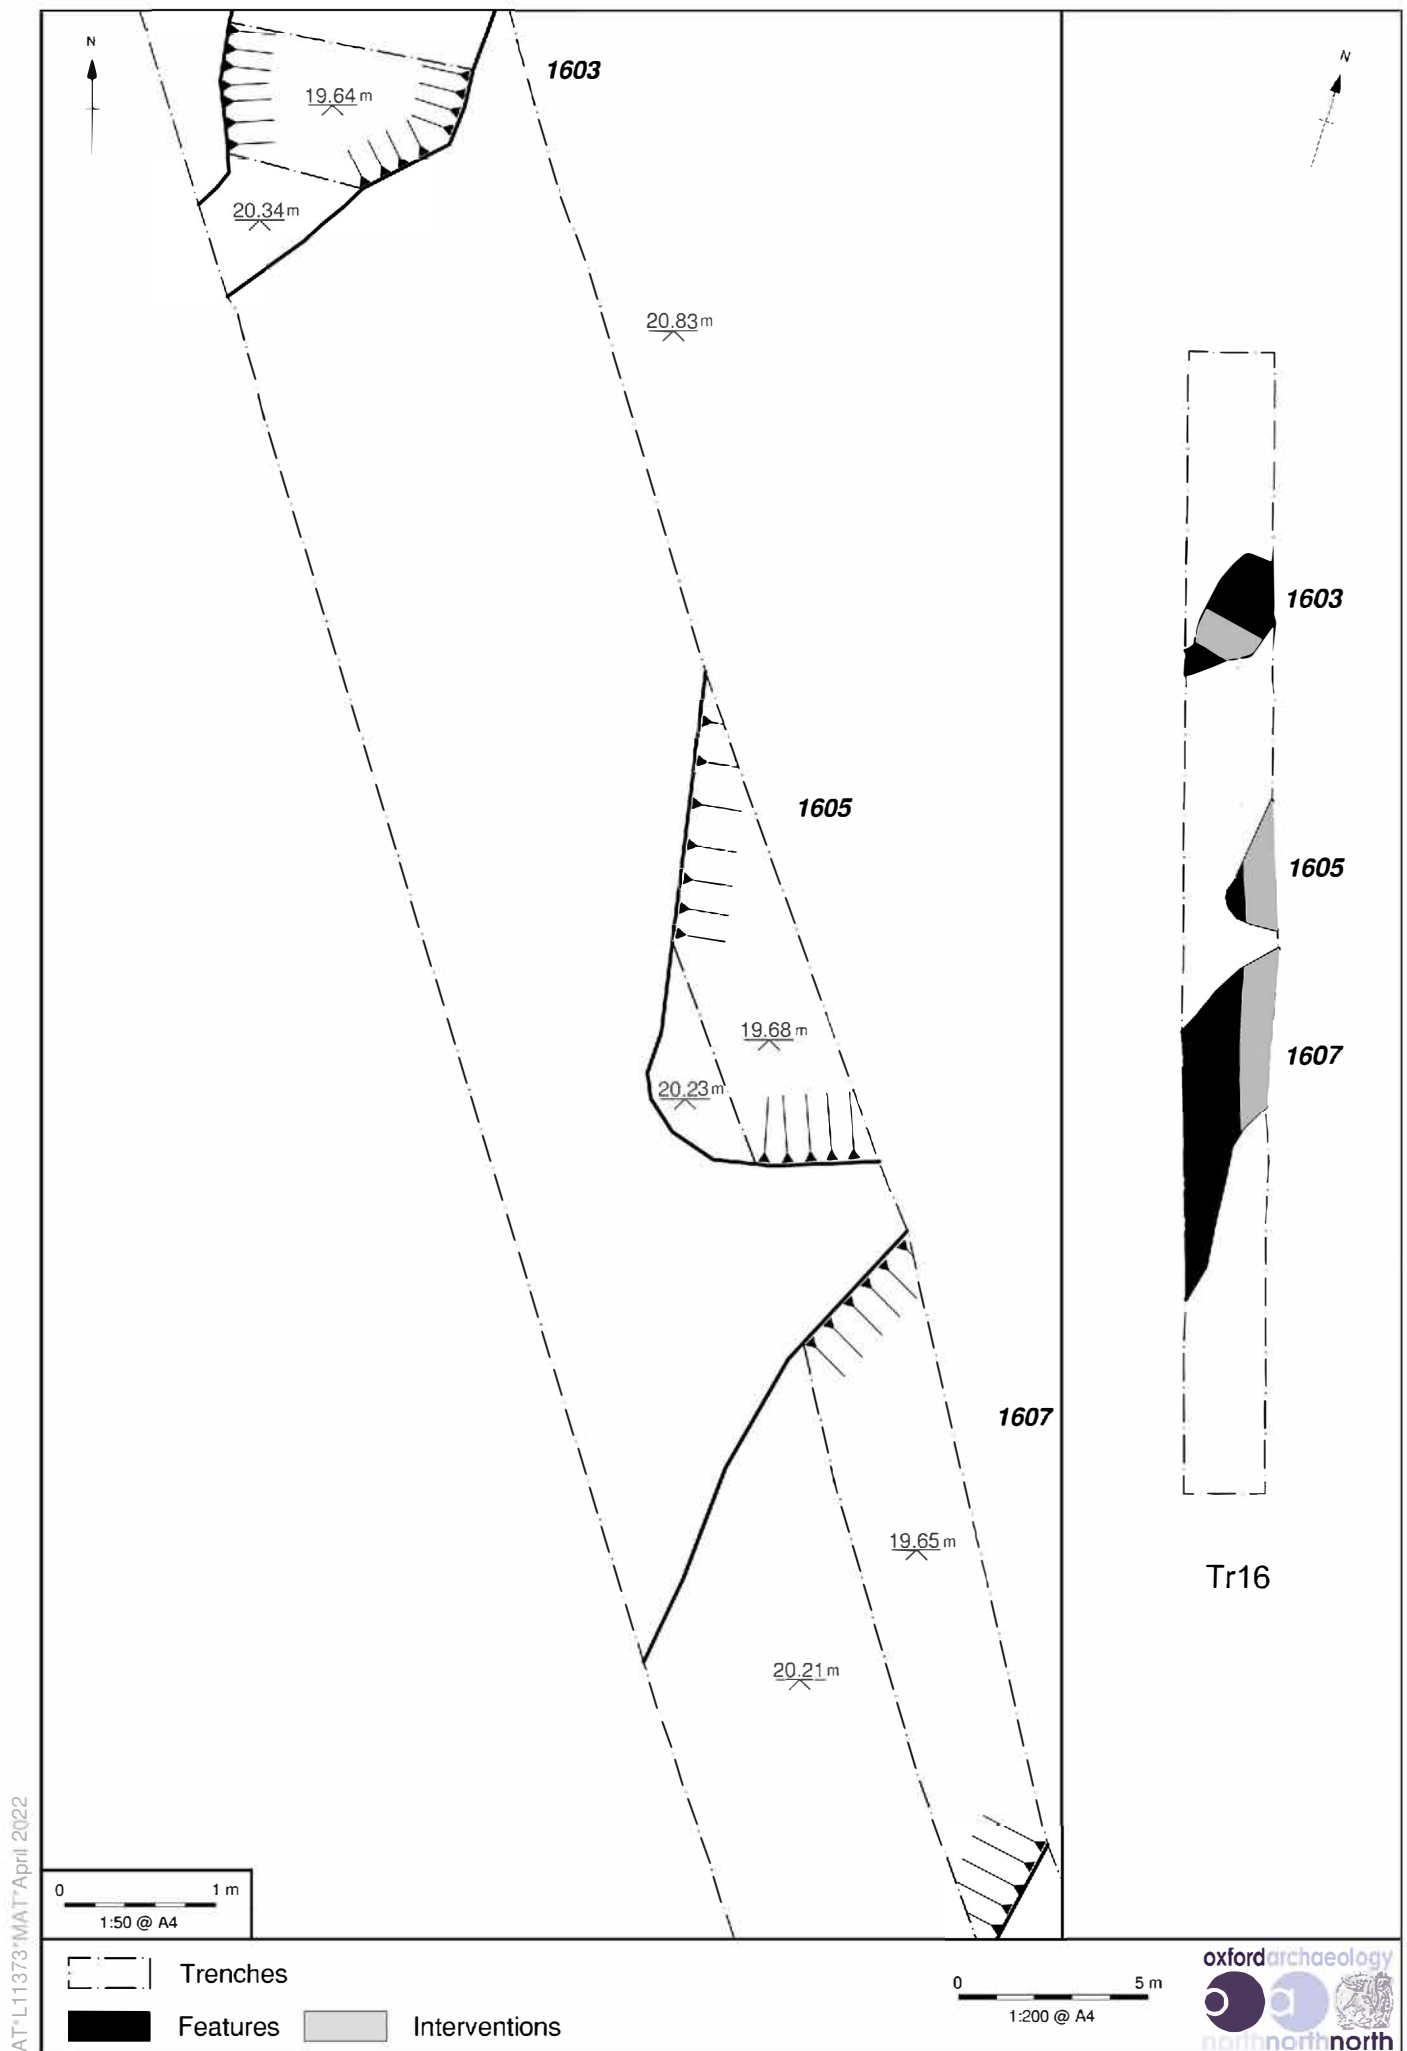 N
1603
19.64 m
N
20.34 m
20.83 m
1603
1605
1605
19.68 m
1607
20.23 m
1607
19.65 m
Tr16
20.21 m
0 1 m
1:50 @ A4
AT*L11373*MAT*April 2022
Trenches
Features Interventions
0 5 m
1:200 @ A4
oxfordarchaeology
a
northnorthnorth